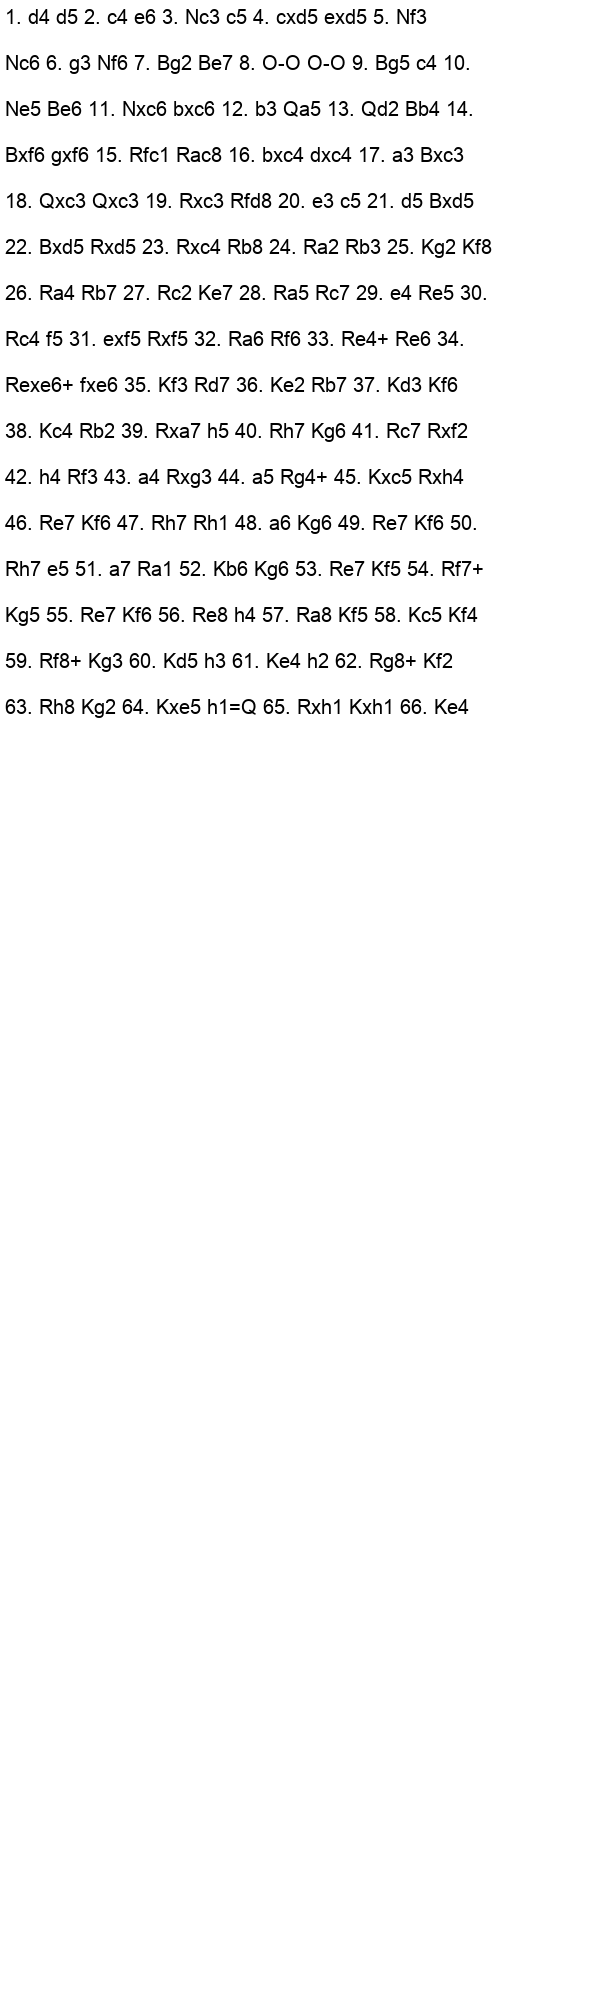 1. d4 d5 2. c4 e6 3. Nc3 c5 4. cxd5 exd5 5. Nf3
Nc6 6. g3 Nf6 7. Bg2 Be7 8. O-O O-O 9. Bg5 c4 10.
Ne5 Be6 11. Nxc6 bxc6 12. b3 Qa5 13. Qd2 Bb4 14.
Bxf6 gxf6 15. Rfc1 Rac8 16. bxc4 dxc4 17. a3 Bxc3
18. Qxc3 Qxc3 19. Rxc3 Rfd8 20. e3 c5 21. d5 Bxd5
22. Bxd5 Rxd5 23. Rxc4 Rb8 24. Ra2 Rb3 25. Kg2 Kf8
26. Ra4 Rb7 27. Rc2 Ke7 28. Ra5 Rc7 29. e4 Re5 30.
Rc4 f5 31. exf5 Rxf5 32. Ra6 Rf6 33. Re4+ Re6 34.
Rexe6+ fxe6 35. Kf3 Rd7 36. Ke2 Rb7 37. Kd3 Kf6
38. Kc4 Rb2 39. Rxa7 h5 40. Rh7 Kg6 41. Rc7 Rxf2
42. h4 Rf3 43. a4 Rxg3 44. a5 Rg4+ 45. Kxc5 Rxh4
46. Re7 Kf6 47. Rh7 Rh1 48. a6 Kg6 49. Re7 Kf6 50.
Rh7 e5 51. a7 Ra1 52. Kb6 Kg6 53. Re7 Kf5 54. Rf7+
Kg5 55. Re7 Kf6 56. Re8 h4 57. Ra8 Kf5 58. Kc5 Kf4
59. Rf8+ Kg3 60. Kd5 h3 61. Ke4 h2 62. Rg8+ Kf2
63. Rh8 Kg2 64. Kxe5 h1=Q 65. Rxh1 Kxh1 66. Ke4